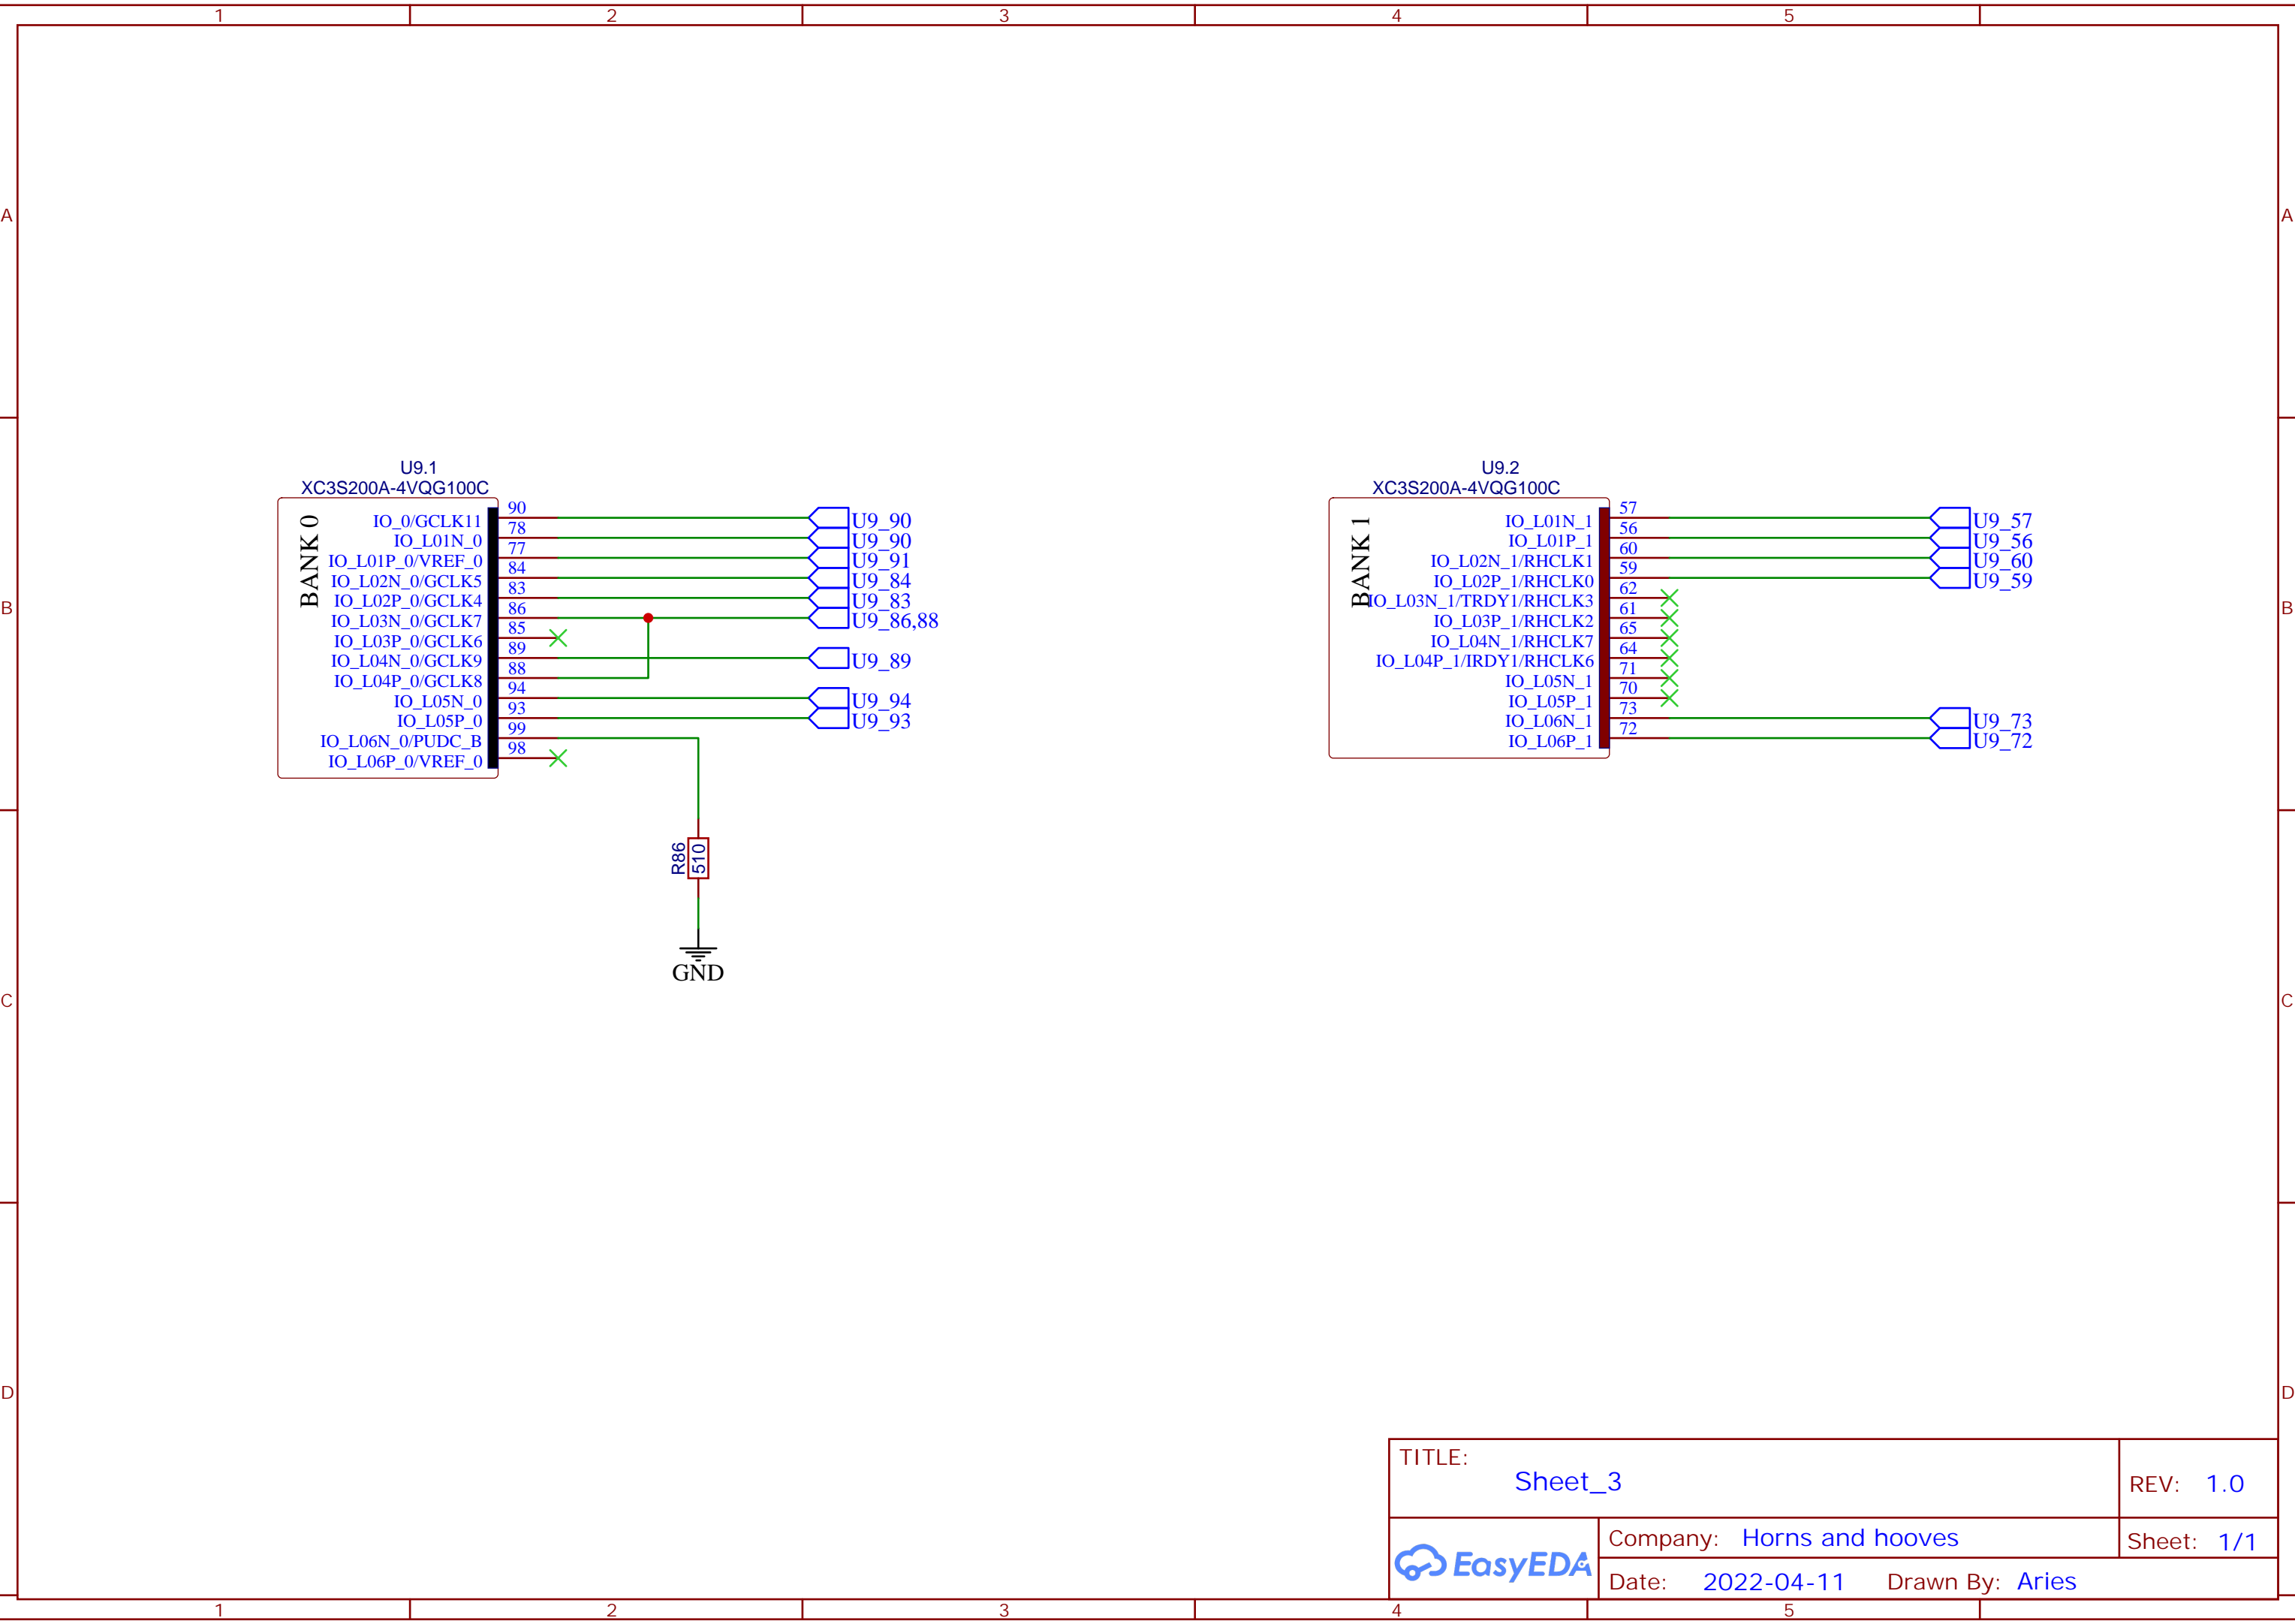 1 2 3 4 5
A A
B B
C C
D D
U9.1
XC3S200A-4VQG100C
BANK 0
IO_0/GCLK11 90 U9_90
IO_L01N_0 78 U9_90
IO_L01P_0/VREF_0 77 U9_91
IO_L02N_0/GCLK5 84 U9_84
IO_L02P_0/GCLK4 83 U9_83
IO_L03N_0/GCLK7 86 U9_86,88
IO_L03P_0/GCLK6 85
IO_L04N_0/GCLK9 89 U9_89
IO_L04P_0/GCLK8 88
IO_L05N_0 94 U9_94
IO_L05P_0 93 U9_93
IO_L06N_0/PUDC_B 99
IO_L06P_0/VREF_0 98
R86
510
GND
U9.2
XC3S200A-4VQG100C
BANK 1
IO_L01N_1 57 U9_57
IO_L01P_1 56 U9_56
IO_L02N_1/RHCLK1 60 U9_60
IO_L02P_1/RHCLK0 59 U9_59
IO_L03N_1/TRDY1/RHCLK3 62
IO_L03P_1/RHCLK2 61
IO_L04N_1/RHCLK7 65
IO_L04P_1/IRDY1/RHCLK6 64
IO_L05N_1 71
IO_L05P_1 70
IO_L06N_1 73 U9_73
IO_L06P_1 72 U9_72
TITLE:
Sheet_3
REV: 1.0
EasyEDA
Company: Horns and hooves
Sheet: 1/1
Date: 2022-04-11 Drawn By: Aries
1 2 3 4 5